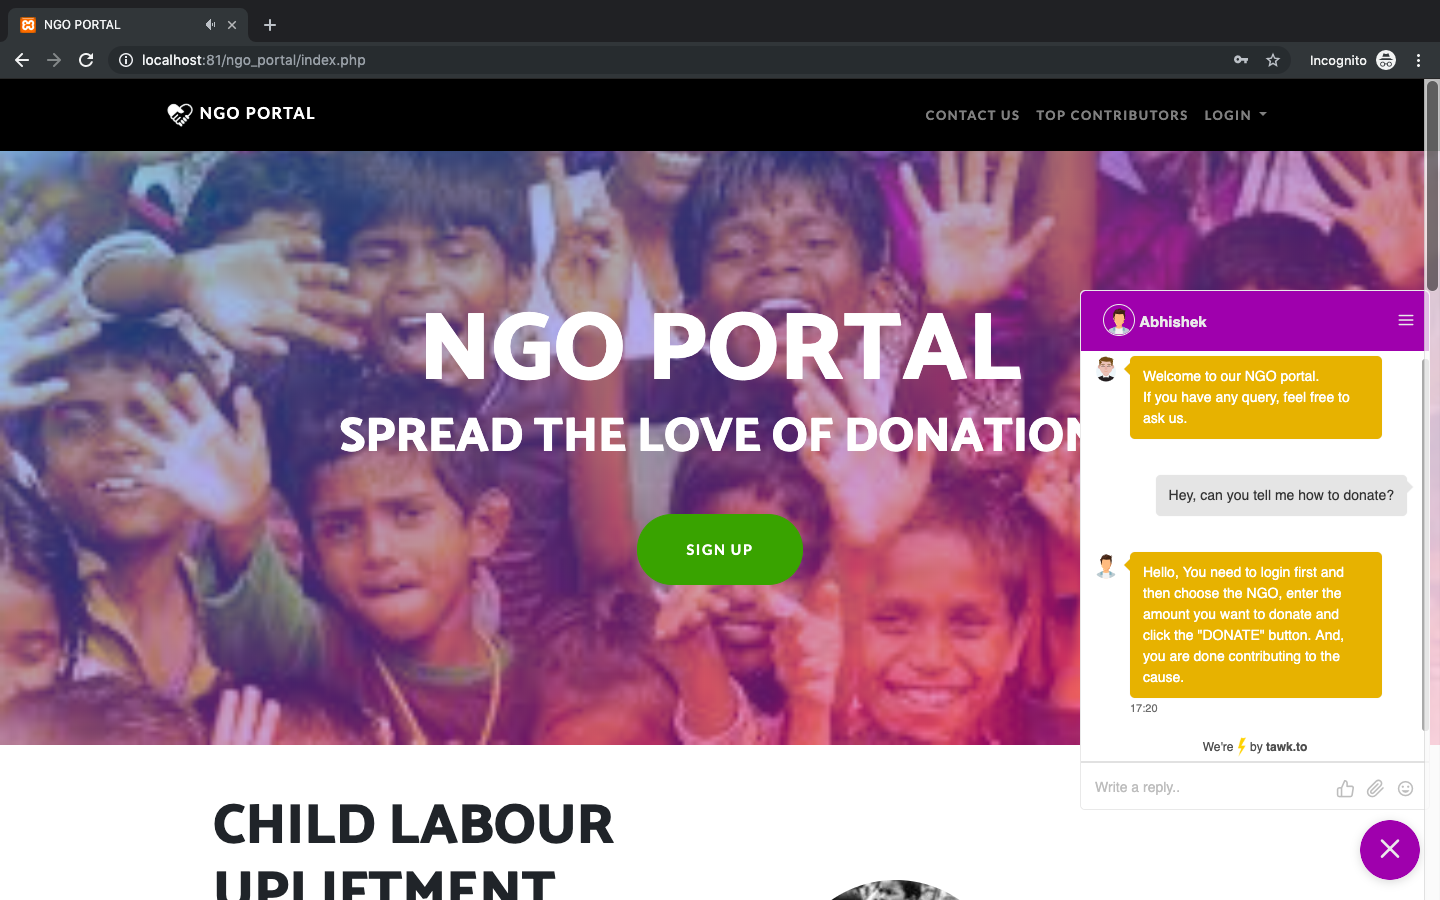 NGO PORTAL
localhost:81/ngo_portal/index.php
Incognito
NGO PORTAL
CONTACT US
TOP CONTRIBUTORS
LOGIN
NGO PORTAL
SPREAD THE LOVE OF DONATION
SIGN UP
CHILD LABOUR
UPLIFTMENT
Abhishek
Welcome to our NGO portal.
If you have any query, feel free to
ask us.
Hey, can you tell me how to donate?
Hello, You need to login first and
then choose the NGO, enter the
amount you want to donate and
click the "DONATE" button. And,
you are done contributing to the
cause.
17:20
We're by tawk.to
Write a reply..